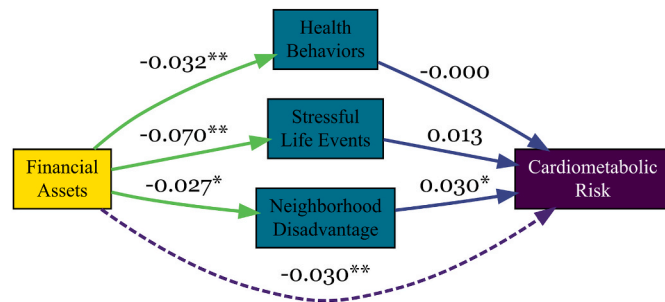 Health
Behaviors
-0.032**
-0.000
Stressful
Life Events
-0.070**
0.013
Financial
Assets
Cardiometabolic
Risk
-0.027*
0.030*
Neighborhood
Disadvantage
-0.030**